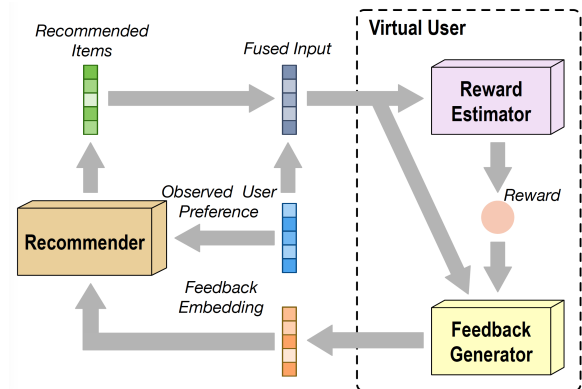 Recommended
Items
Fused Input
Virtual User
Reward
Estimator
Observed User
Preference
Reward
Recommender
Feedback
Embedding
Feedback
Generator